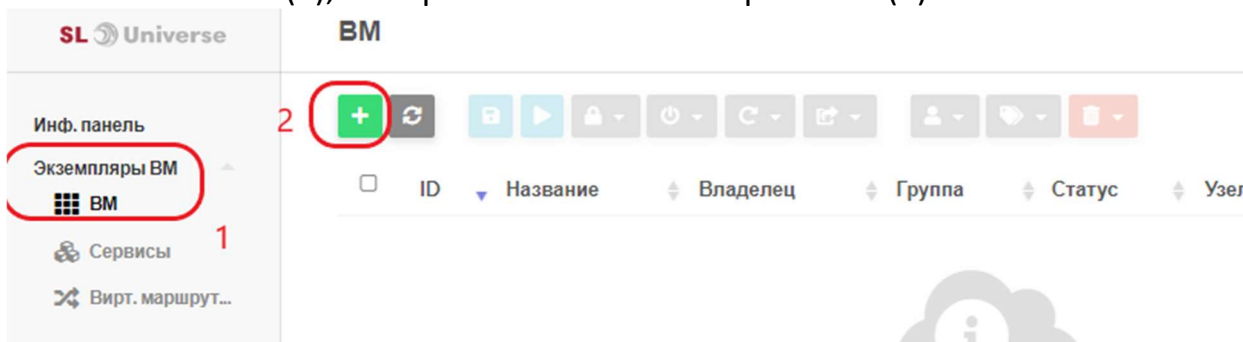 SL Universe
ВМ
Инф. панель
2
Экземпляры ВМ
ID Название Владелец Группа Статус Узел
ВМ
1
Сервисы
Вирт. маршрут...